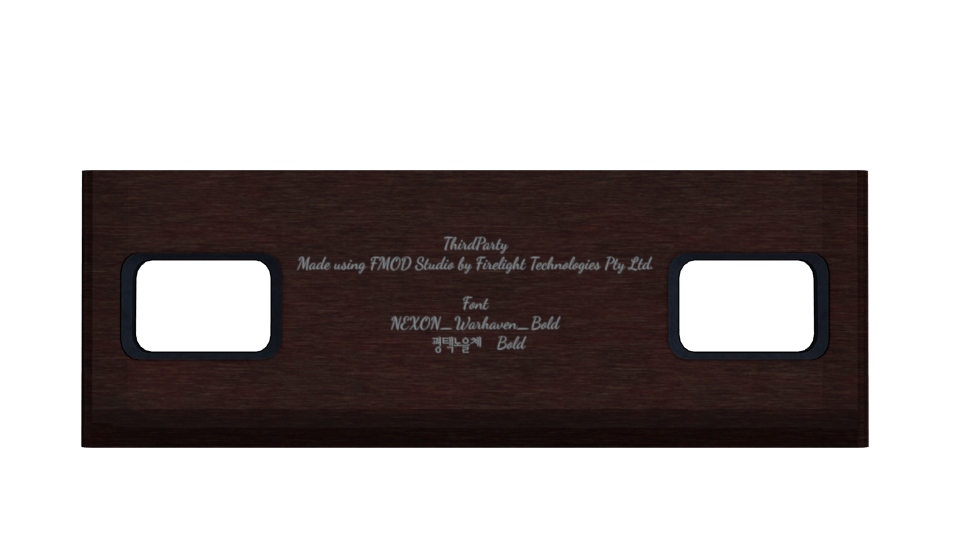 ThirdParty
Made using FMOD Studio by Firelight Technologies Pty Ltd.
Font
NEXON_Warhaven_Bold
평택노을체 Bold